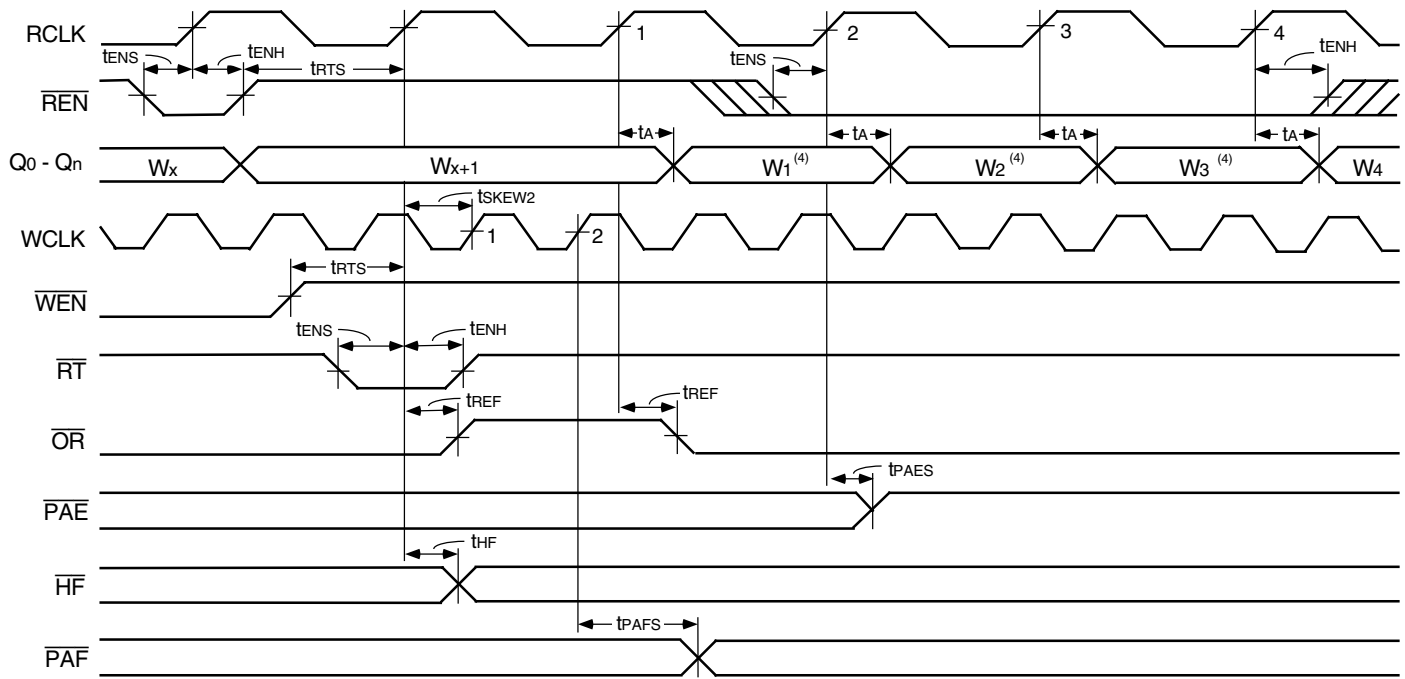 RCLK 1 2 3 4
tENS tENH tRTS tENS tENH
REN
tA tA tA tA
Q0 - Qn Wx Wx+1 W1 (4) W2 (4) W3 (4) W4
tSKEW2
WCLK 1 2
tRTS
WEN
tENS tENH
RT
tREF tREF
OR
tPAES
PAE
tHF
HF
tPAFS
PAF